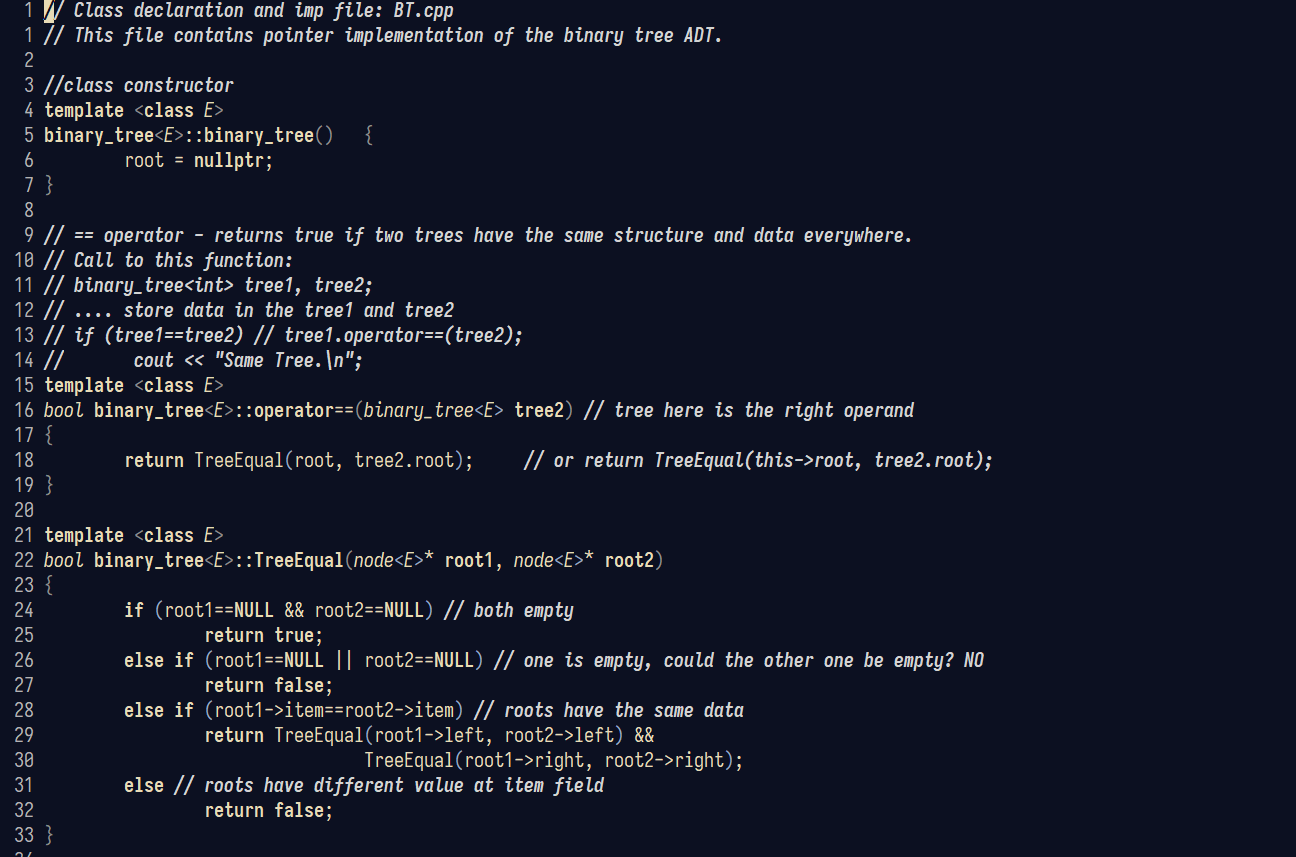 1 // Class declaration and imp file: BT.cpp
1 // This file contains pointer implementation of the binary tree ADT.
2
3 //class constructor
4 template <class E>
5 binary_tree<E>::binary_tree()   {
6         root = nullptr;
7 }
8
9 // == operator - returns true if two trees have the same structure and data everywhere.
10 // Call to this function:
11 // binary_tree<int> tree1, tree2;
12 // .... store data in the tree1 and tree2
13 // if (tree1==tree2) // tree1.operator==(tree2);
14 //       cout << "Same Tree.\n";
15 template <class E>
16 bool binary_tree<E>::operator==(binary_tree<E> tree2) // tree here is the right operand
17 {
18         return TreeEqual(root, tree2.root);     // or return TreeEqual(this->root, tree2.root);
19 }
20
21 template <class E>
22 bool binary_tree<E>::TreeEqual(node<E>* root1, node<E>* root2)
23 {
24         if (root1==NULL && root2==NULL) // both empty
25                 return true;
26         else if (root1==NULL || root2==NULL) // one is empty, could the other one be empty? NO
27                 return false;
28         else if (root1->item==root2->item) // roots have the same data
29                 return TreeEqual(root1->left, root2->left) &&
30                                 TreeEqual(root1->right, root2->right);
31         else // roots have different value at item field
32                 return false;
33 }